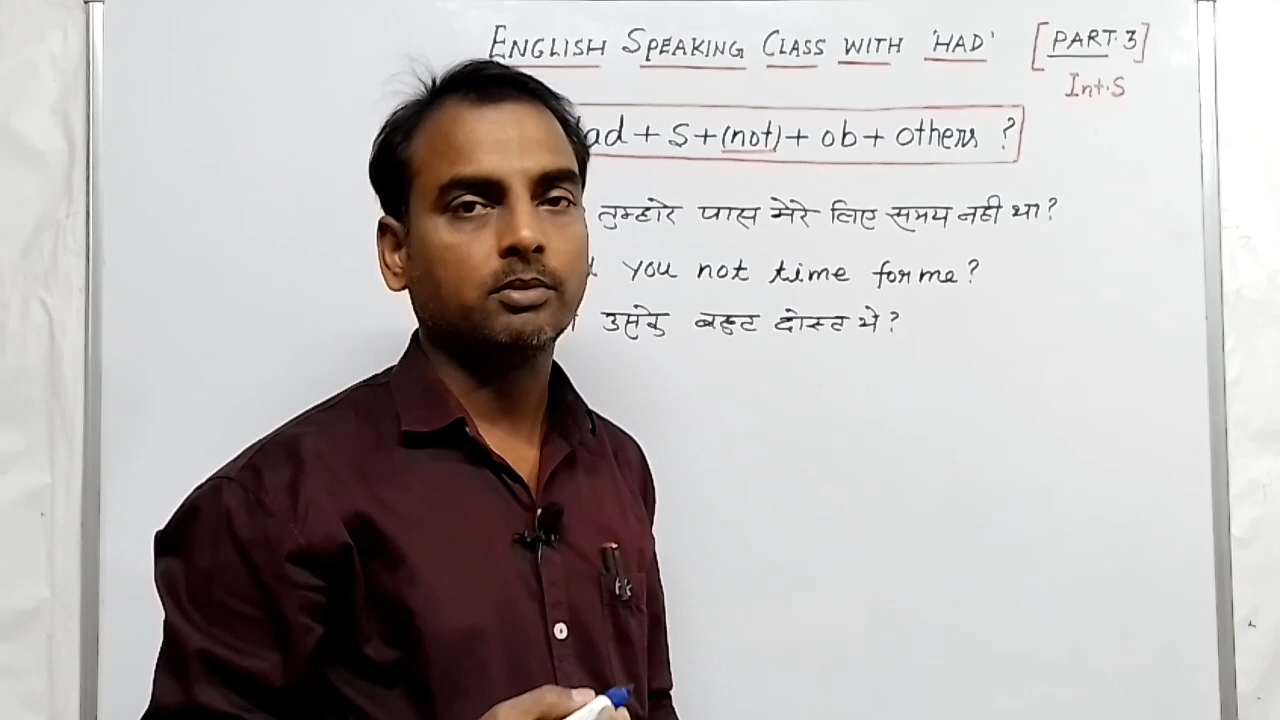 ENGLISH SPEAKING CLASS WITH 'HAD' [PART.3]
Int.S
ad + S + (not) + ob + others ?
तुम्हारे पास मेरे लिए समय नहीं था?
you not time for me?
उसके बहुत दोस्त थे?